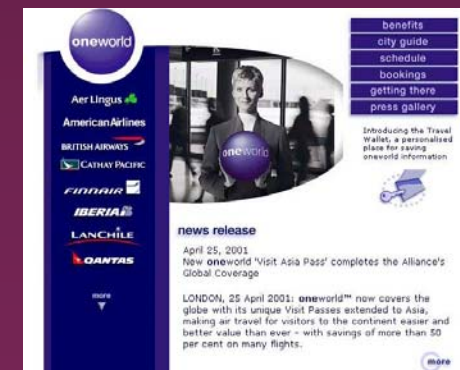 oneworld
Aer Lingus
AmericanAirlines
BRITISH AIRWAYS
CATHAY PACIFIC
FINNAIR
IBERIA
LANCHILE
QANTAS
more
oneworld
benefits
city guide
schedule
bookings
getting there
press gallery
Introducing the Travel
Wallet, a personalised
place for saving
oneworld information
news release
April 25, 2001
New oneworld 'Visit Asia Pass' completes the Alliance's
Global Coverage
LONDON, 25 April 2001: oneworld™ now covers the
globe with its unique Visit Passes extended to Asia,
making air travel for visitors to the continent easier and
better value than ever - with savings of more than 50
per cent on many flights.
more